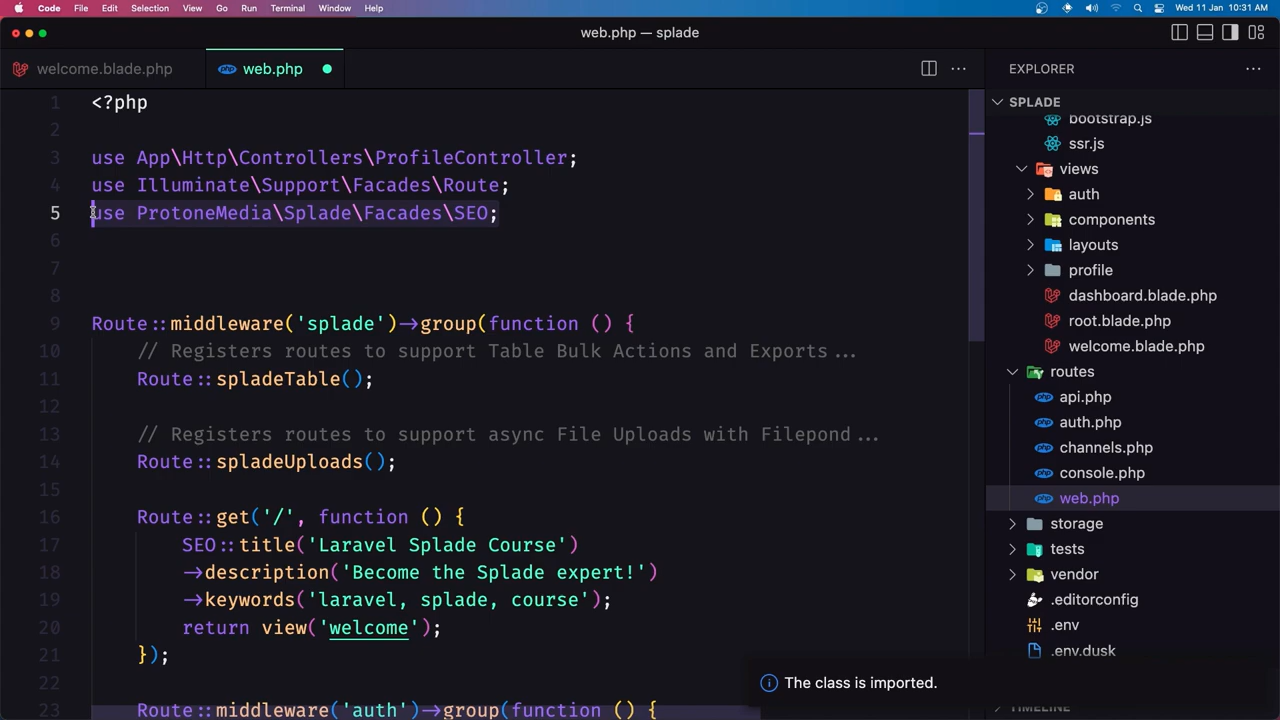 Code File Edit Selection View Go Run Terminal Window Help Wed 11 Jan 10:31 AM
web.php — splade
welcome.blade.php web.php EXPLORER
1 <?php
2
3 use App\Http\Controllers\ProfileController;
4 use Illuminate\Support\Facades\Route;
5 use ProtoneMedia\Splade\Facades\SEO;
6
7
8
9 Route::middleware('splade')->group(function () {
10 // Registers routes to support Table Bulk Actions and Exports...
11 Route::spladeTable();
12
13 // Registers routes to support async File Uploads with Filepond...
14 Route::spladeUploads();
15
16 Route::get('/', function () {
17 SEO::title('Laravel Splade Course')
18 ->description('Become the Splade expert!')
19 ->keywords('laravel, splade, course');
20 return view('welcome');
21 });
22
23 Route::middleware('auth')->group(function () {
SPLADE
bootstrap.js
ssr.js
views
auth
components
layouts
profile
dashboard.blade.php
root.blade.php
welcome.blade.php
routes
php api.php
php auth.php
php channels.php
php console.php
php web.php
storage
tests
vendor
.editorconfig
.env
.env.dusk
The class is imported.
TIMELINE